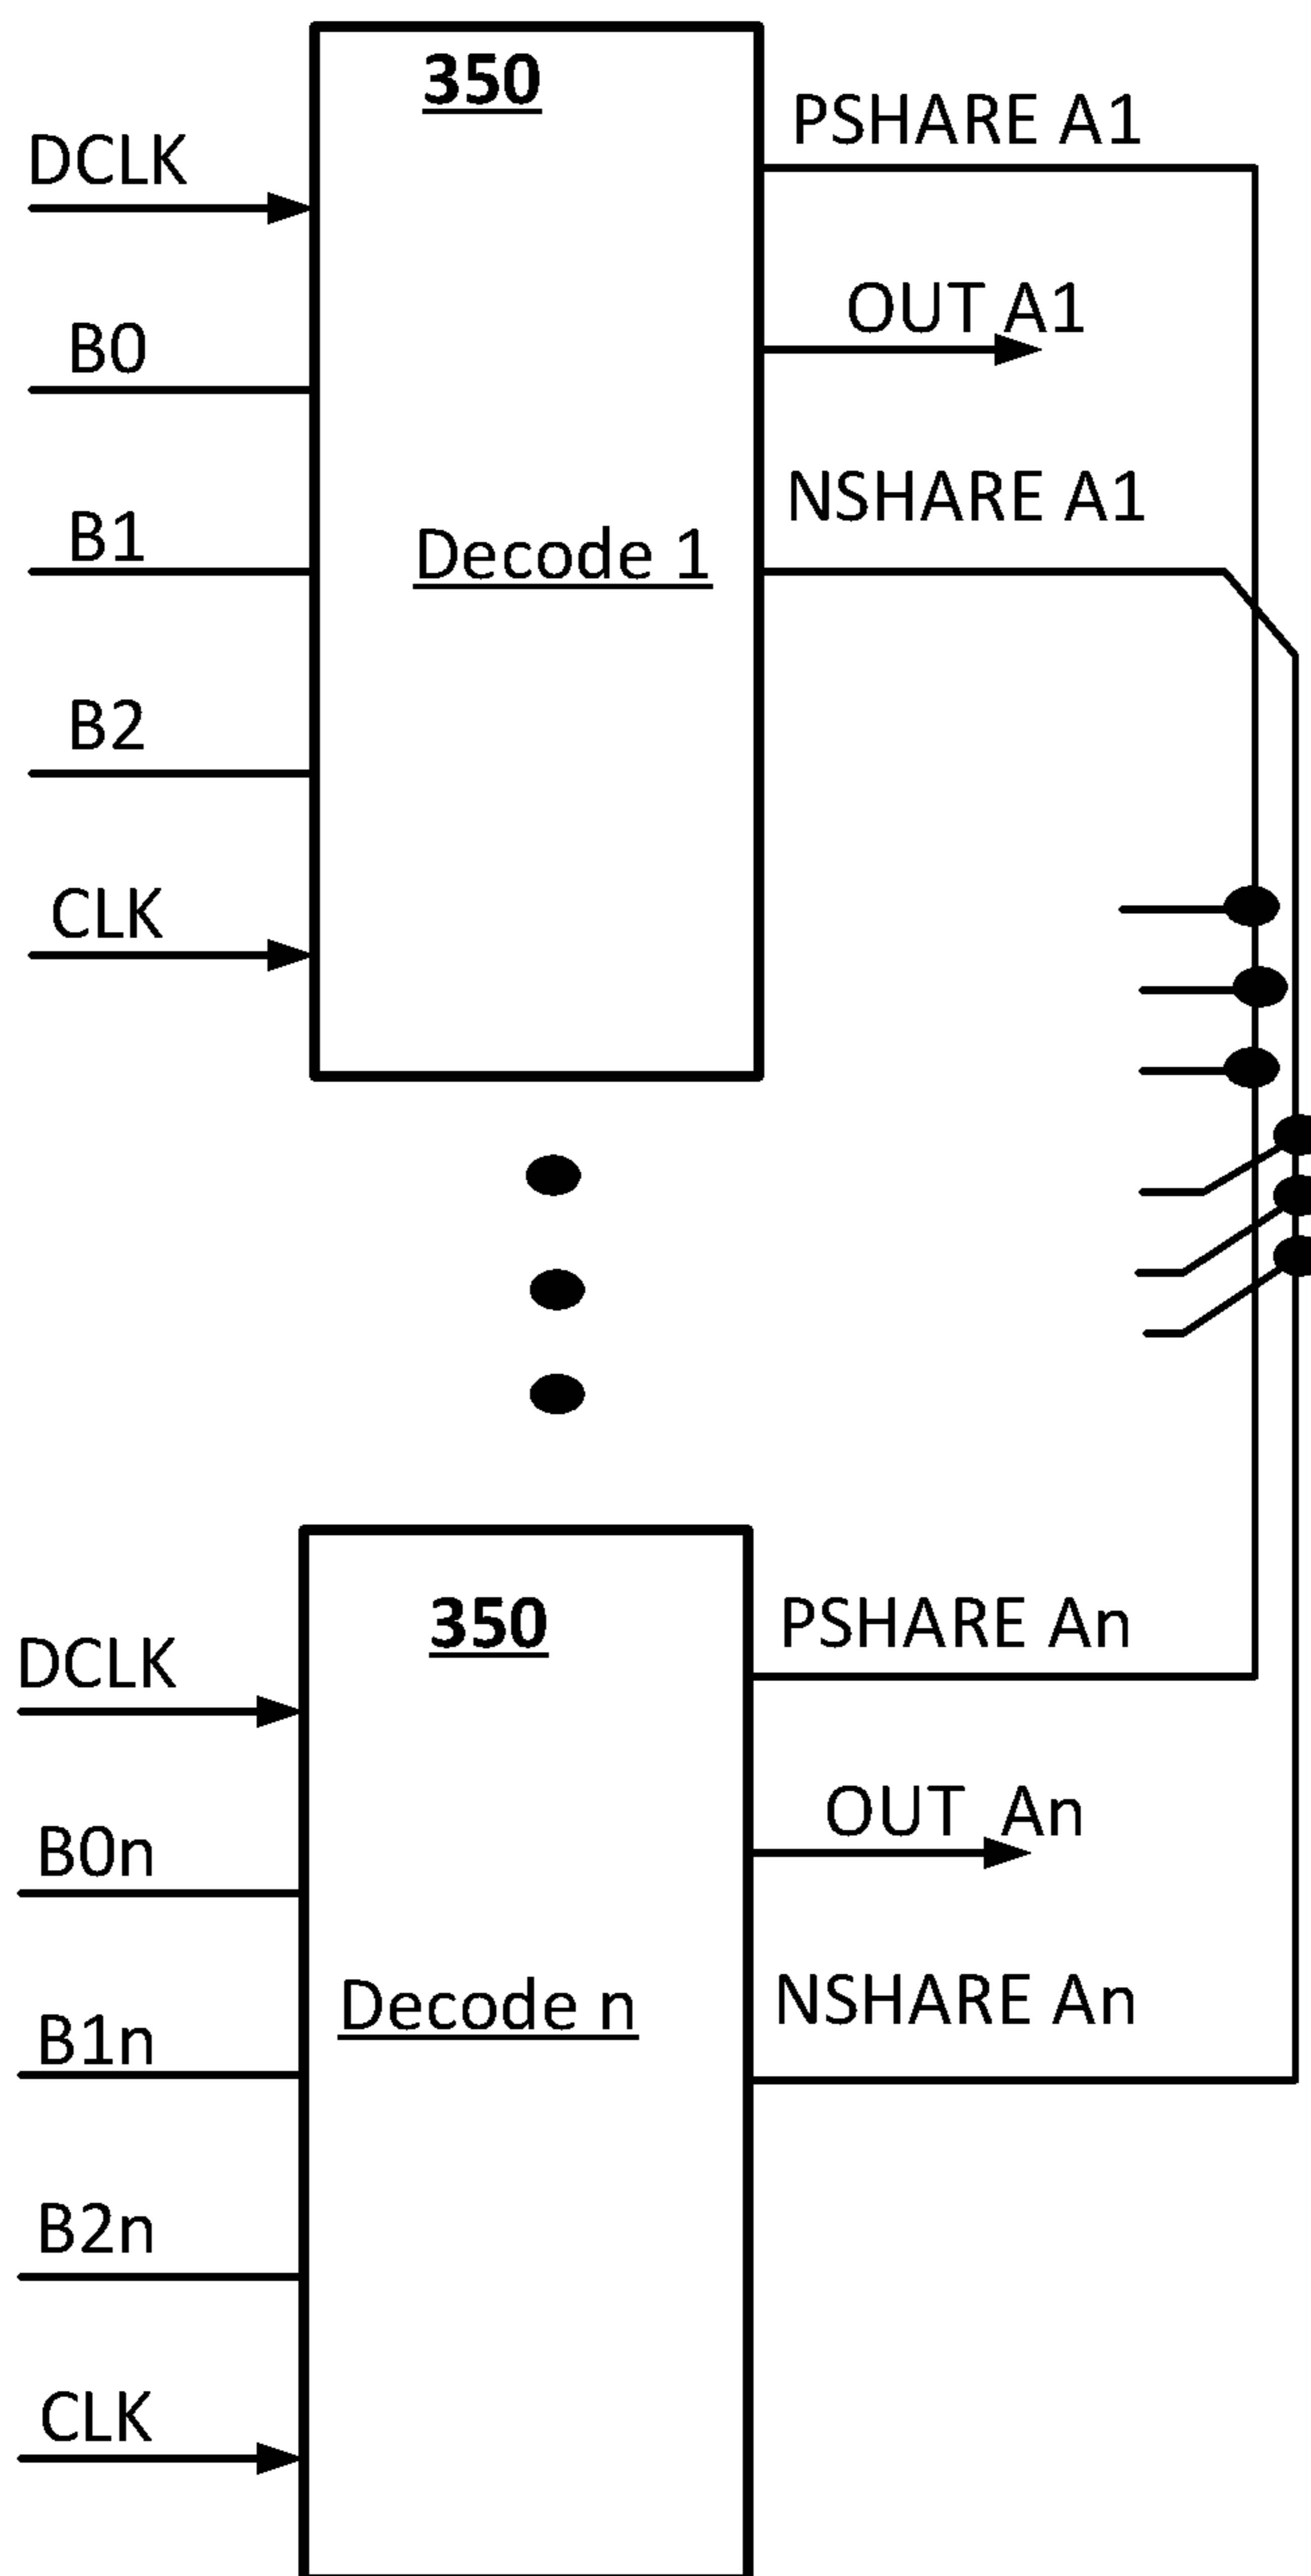 350
PSHARE A1
DCLK
OUT A1
B0
NSHARE A1
B1
Decode 1
B2
CLK
350
PSHARE An
DCLK
OUT An
B0n
NSHARE An
Decode n
B1n
B2n
CLK